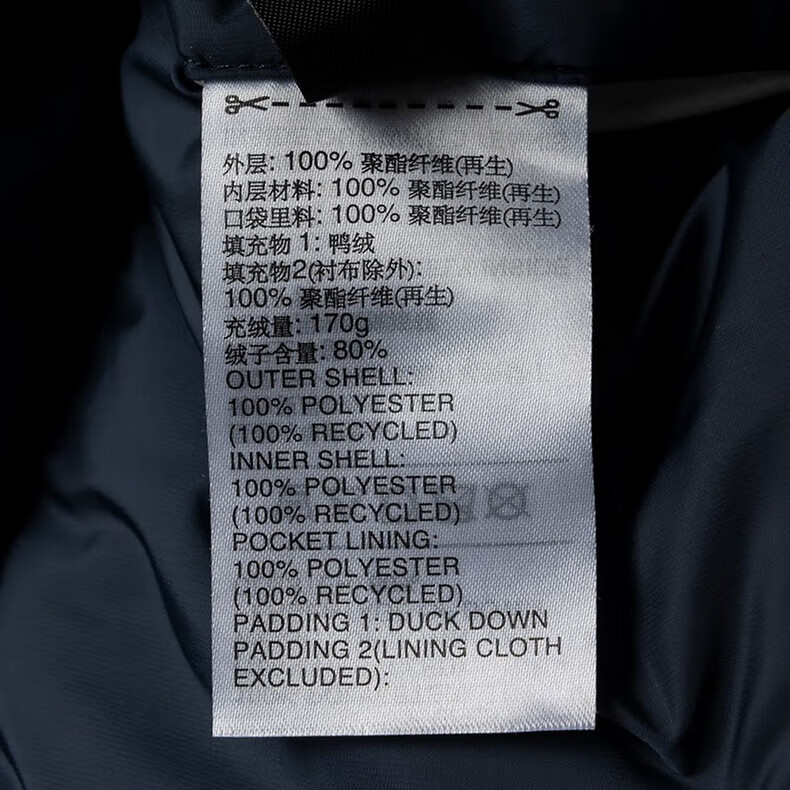 外层: 100% 聚酯纤维(再生)
内层材料: 100% 聚酯纤维(再生)
口袋里料: 100% 聚酯纤维(再生)
填充物 1: 鸭绒
填充物2(衬布除外):
100% 聚酯纤维(再生)
充绒量: 170g
绒子含量: 80%
OUTER SHELL:
100% POLYESTER
(100% RECYCLED)
INNER SHELL:
100% POLYESTER
(100% RECYCLED)
POCKET LINING:
100% POLYESTER
(100% RECYCLED)
PADDING 1: DUCK DOWN
PADDING 2(LINING CLOTH
EXCLUDED):